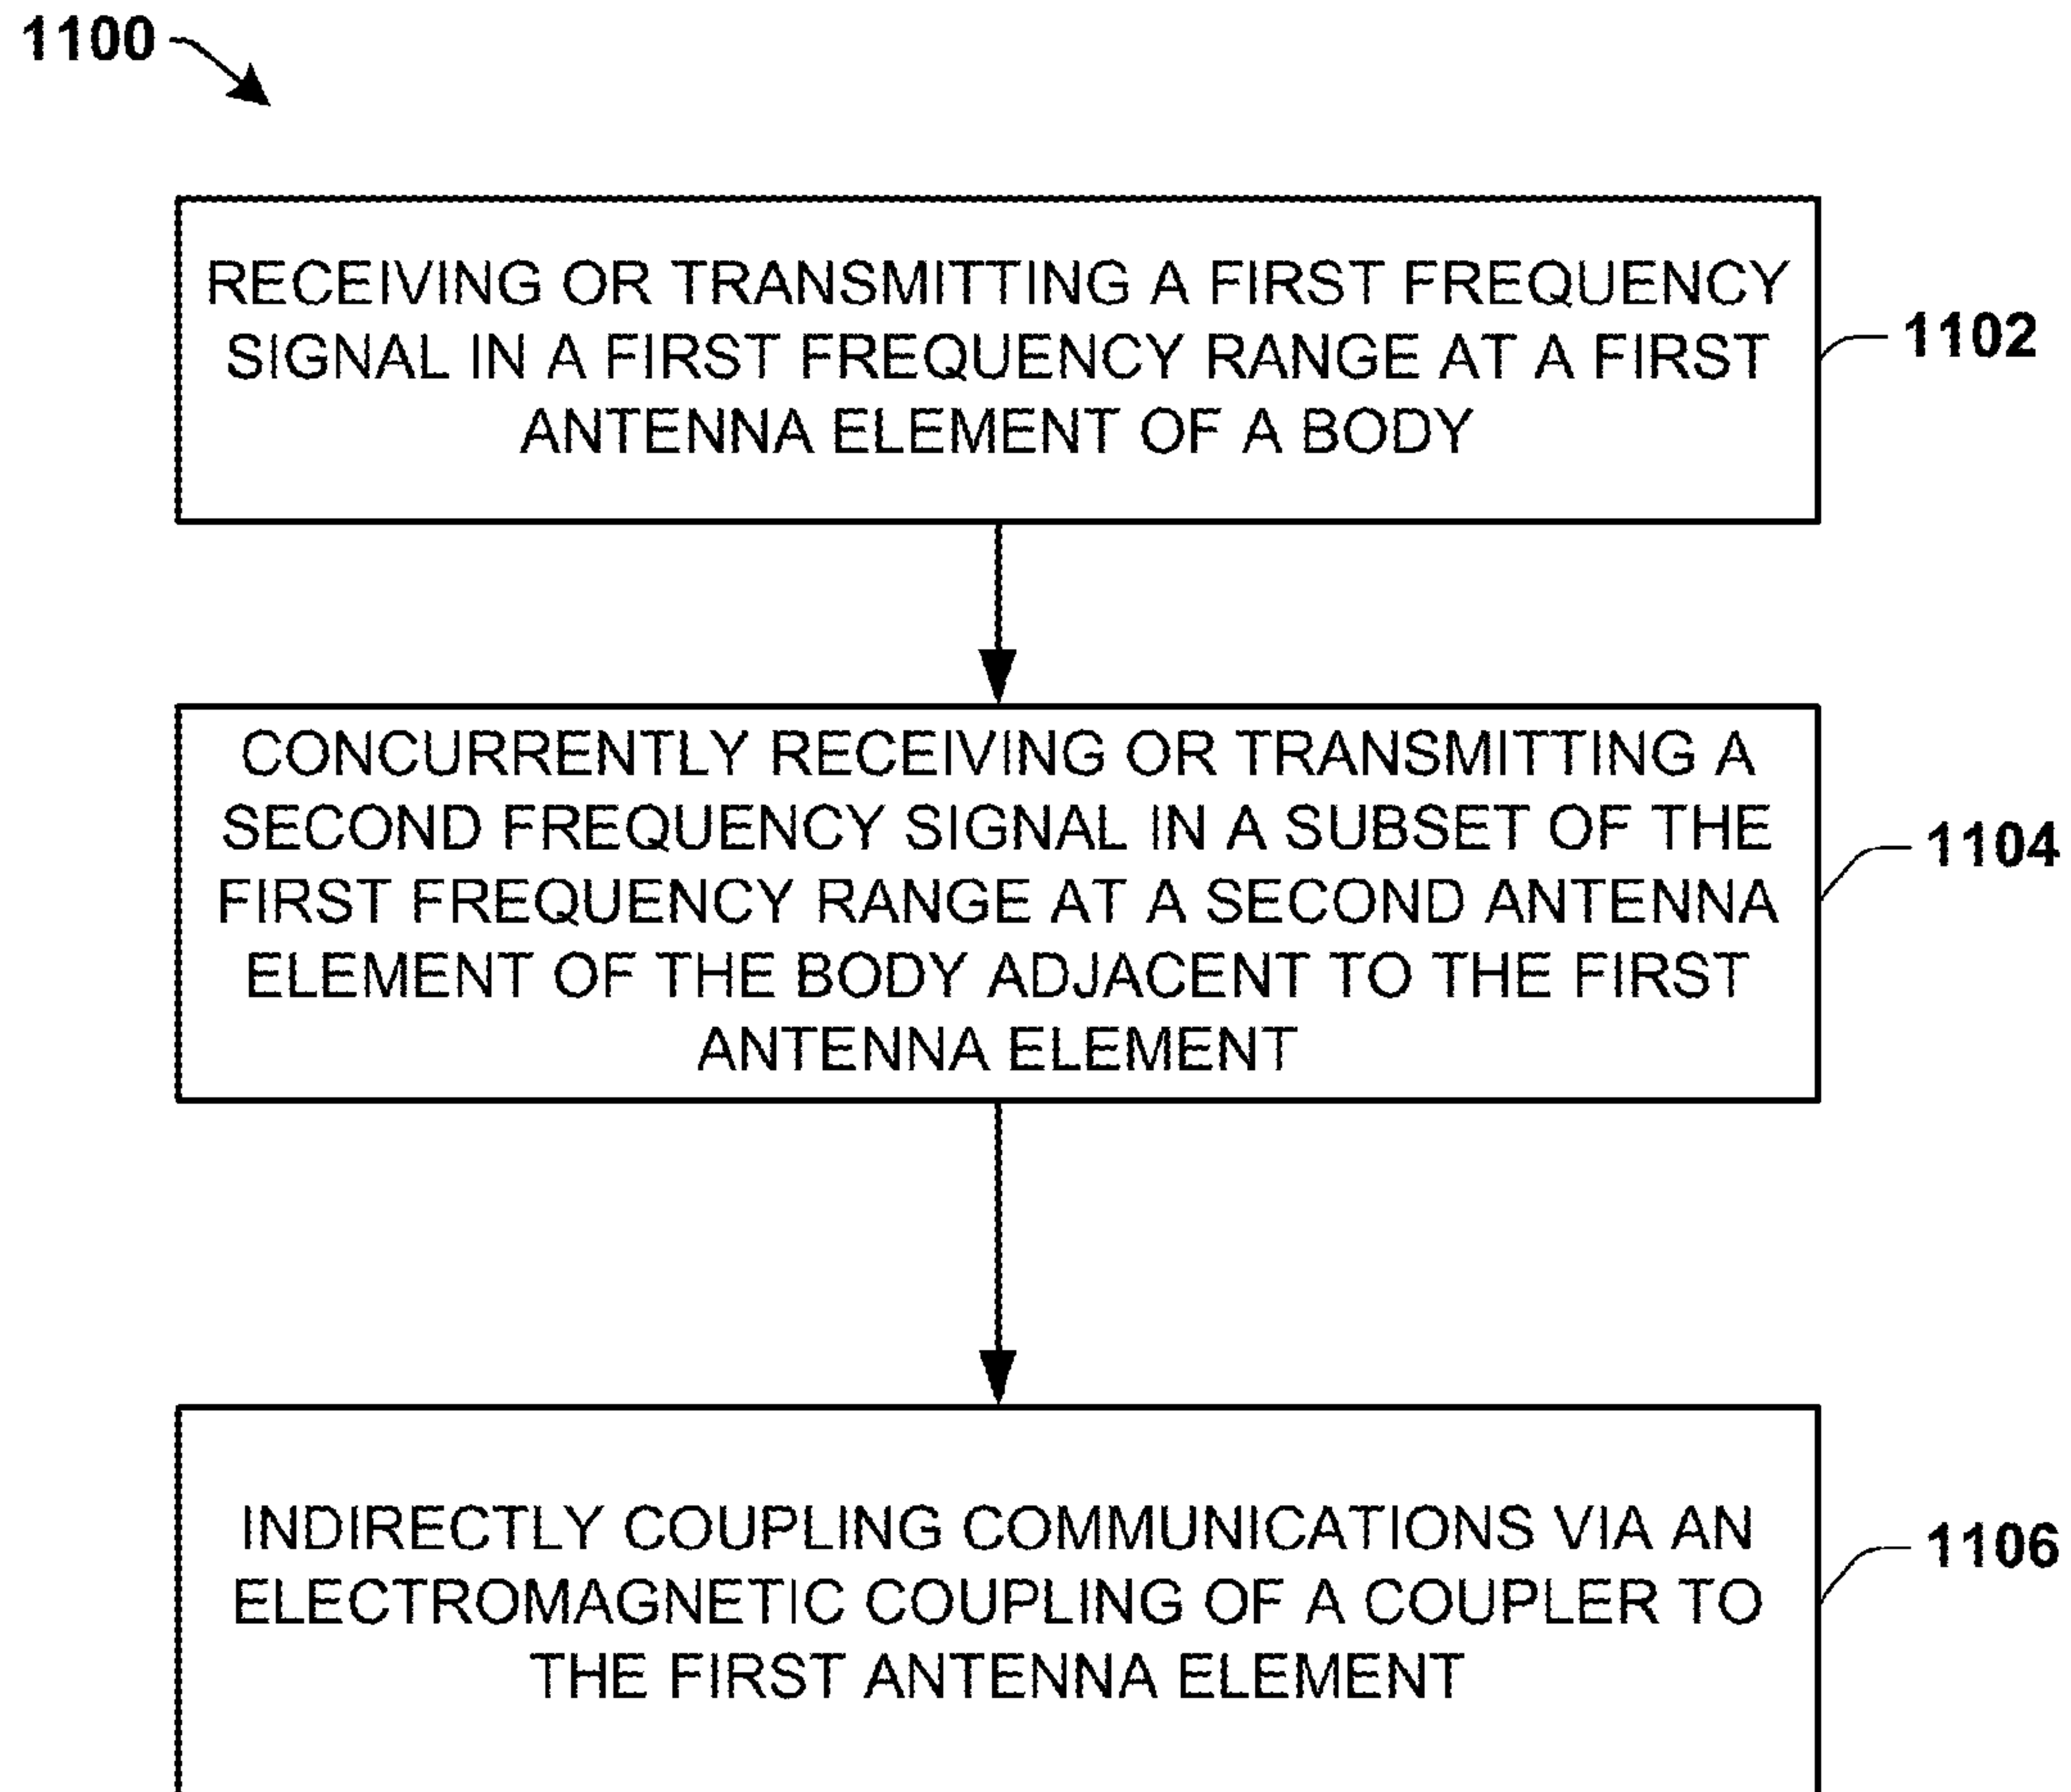 1100
RECEIVING OR TRANSMITTING A FIRST FREQUENCY
SIGNAL IN A FIRST FREQUENCY RANGE AT A FIRST
ANTENNA ELEMENT OF A BODY
1102
CONCURRENTLY RECEIVING OR TRANSMITTING A
SECOND FREQUENCY SIGNAL IN A SUBSET OF THE
FIRST FREQUENCY RANGE AT A SECOND ANTENNA
ELEMENT OF THE BODY ADJACENT TO THE FIRST
ANTENNA ELEMENT
1104
INDIRECTLY COUPLING COMMUNICATIONS VIA AN
ELECTROMAGNETIC COUPLING OF A COUPLER TO
THE FIRST ANTENNA ELEMENT
1106